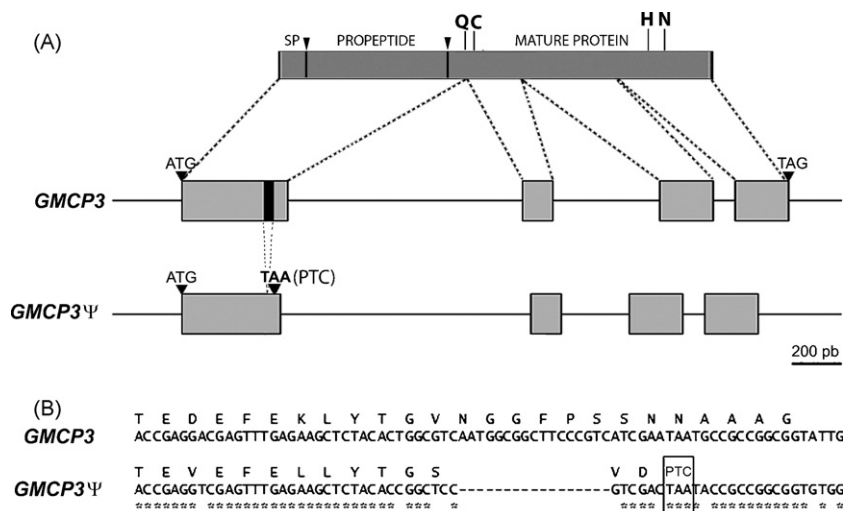 (A)
Q C H N
SP PROPEPTIDE MATURE PROTEIN
ATG TAG
GMCP3
ATG TAA (PTC)
GMCP3Ψ
200 pb
(B)
T E D E F E K L Y T G V N G G F P S S N N A A A G
GMCP3 ACCGAGGACGAGTTTGAGAAGCTCTACACTGGCGTCAATGGCGGCTTCCCGTCATCGAATAATGCCGCCGGCGGTATTG
T E V E F E L L Y T G S V D PTC
GMCP3Ψ ACCGAGGTCGAGTTTGAGAAGCTCTACACCGGCTCC------------------GTCGACTAATACCGCCGGCGGTGTGG